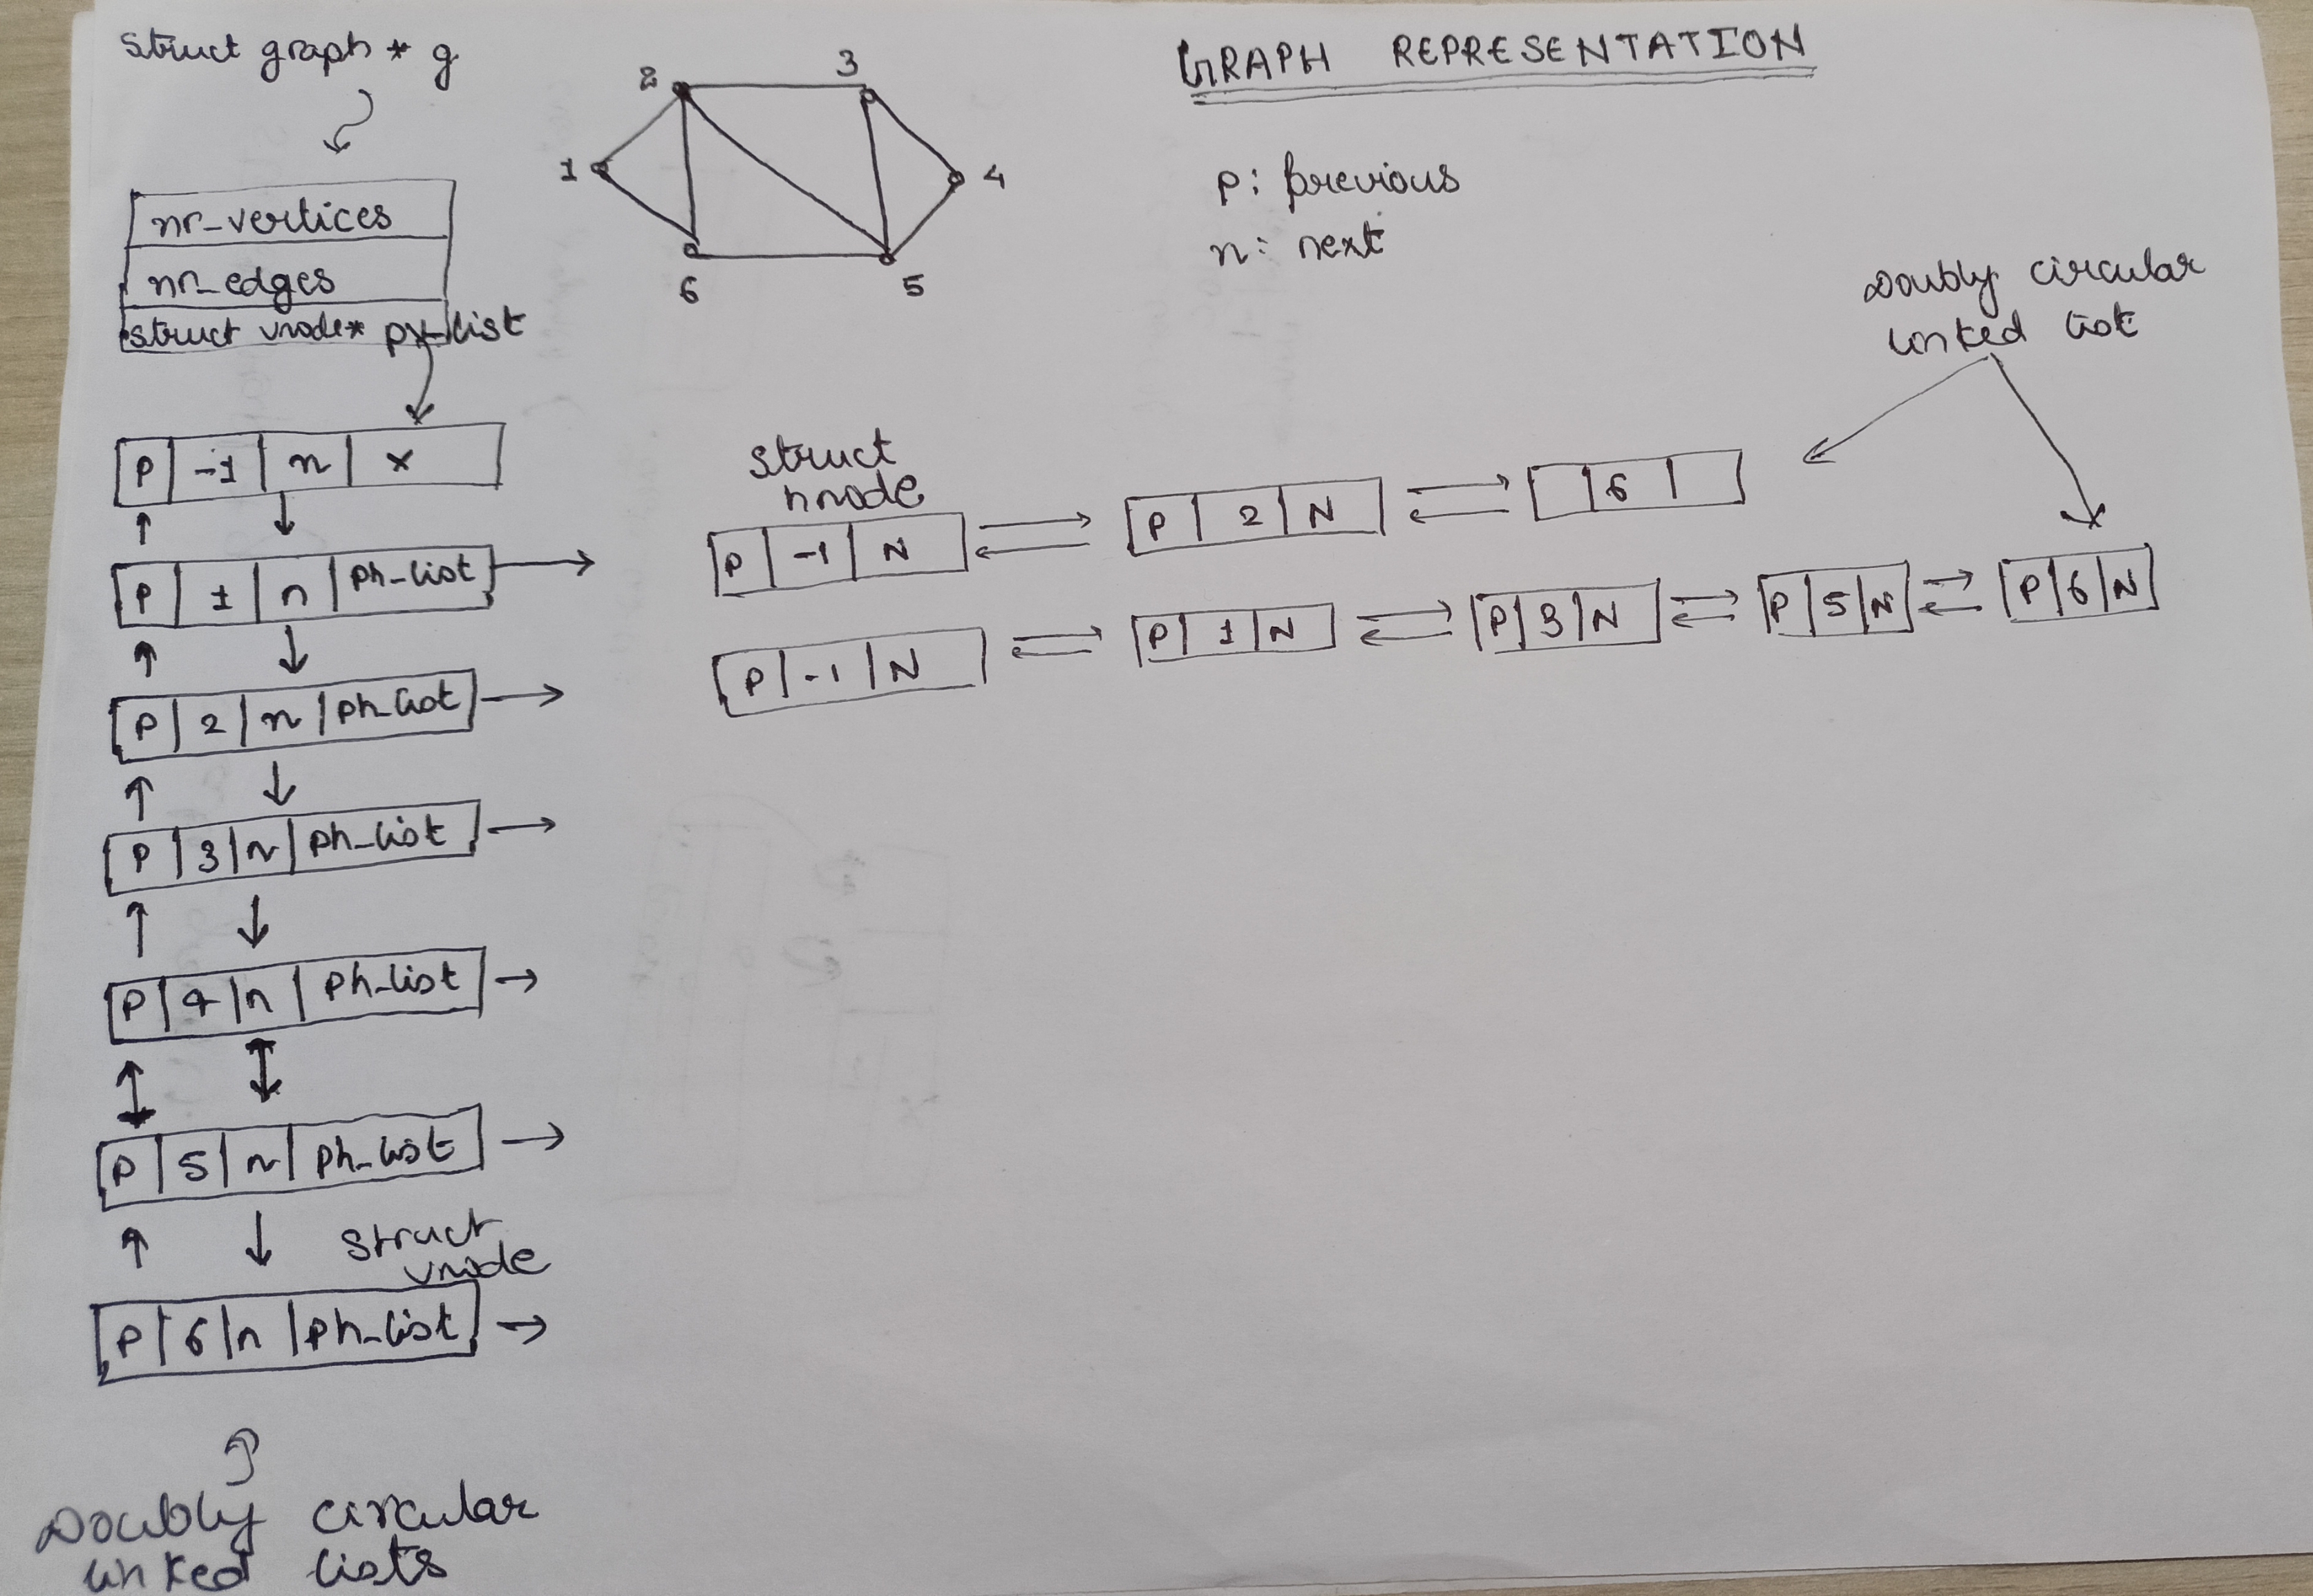 struct graph * g
GRAPH REPRESENTATION
2
3
1
4
6
5
p: previous
n: next
nr_vertices
nr_edges
struct vnode* pv_list
Doubly circular
linked list
P -1 n x
P 1 n ph_list
P 2 n ph_list
P 3 n ph_list
P 4 n ph_list
P 5 n ph_list
struct
vnode
P 6 n ph_list
struct
hnode
P -1 N
P 2 N
6
P -1 N
P 1 N
P 3 N
P 5 N
P 6 N
Doubly circular
linked lists